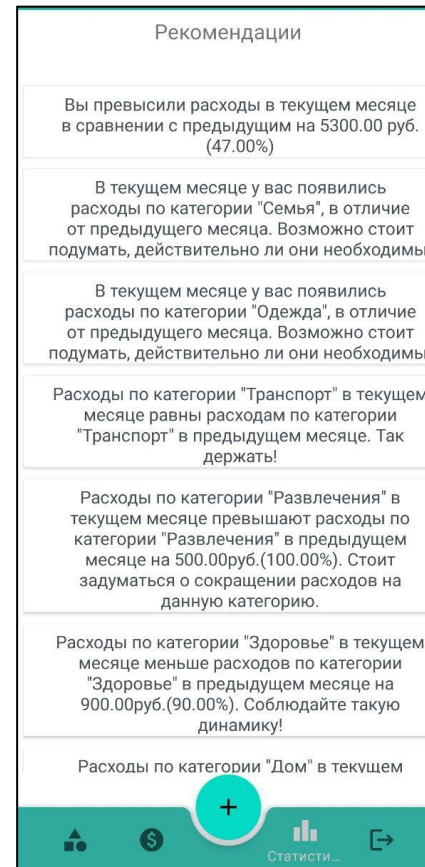 Рекомендации
Вы превысили расходы в текущем месяце
в сравнении с предыдущим на 5300.00 руб.
(47.00%)
В текущем месяце у вас появились
расходы по категории "Семья", в отличие
от предыдущего месяца. Возможно стоит
подумать, действительно ли они необходимы
В текущем месяце у вас появились
расходы по категории "Одежда", в отличие
от предыдущего месяца. Возможно стоит
подумать, действительно ли они необходимы
Расходы по категории "Транспорт" в текущем
месяце равны расходам по категории
"Транспорт" в предыдущем месяце. Так
держать!
Расходы по категории "Развлечения" в
текущем месяце превышают расходы по
категории "Развлечения" в предыдущем
месяце на 500.00руб.(100.00%). Стоит
задуматься о сокращении расходов на
данную категорию.
Расходы по категории "Здоровье" в текущем
месяце меньше расходов по категории
"Здоровье" в предыдущем месяце на
900.00руб.(90.00%). Соблюдайте такую
динамику!
Расходы по категории "Дом" в текущем
Статисти...